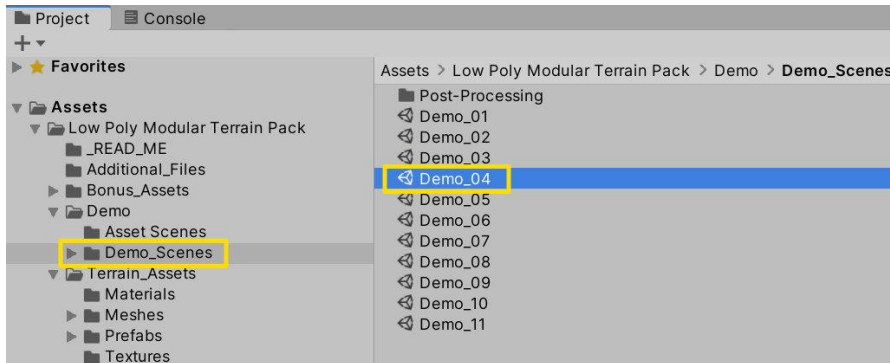 Project
Console
Favorites
Assets
Low Poly Modular Terrain Pack
_READ_ME
Additional_Files
Bonus_Assets
Demo
Asset Scenes
Demo_Scenes
Terrain_Assets
Materials
Meshes
Prefabs
Textures
Assets > Low Poly Modular Terrain Pack > Demo > Demo_Scenes
Post-Processing
Demo_01
Demo_02
Demo_03
Demo_04
Demo_05
Demo_06
Demo_07
Demo_08
Demo_09
Demo_10
Demo_11